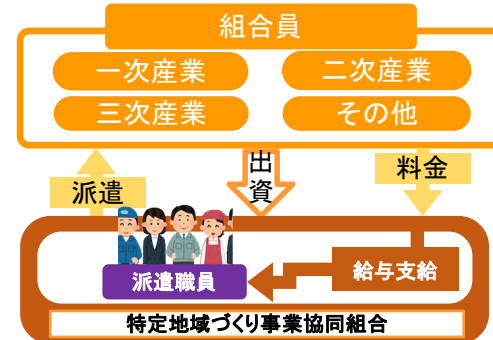 組合員
一次産業
二次産業
三次産業
その他
派遣
出資
料金
派遣職員
給与支給
特定地域づくり事業協同組合